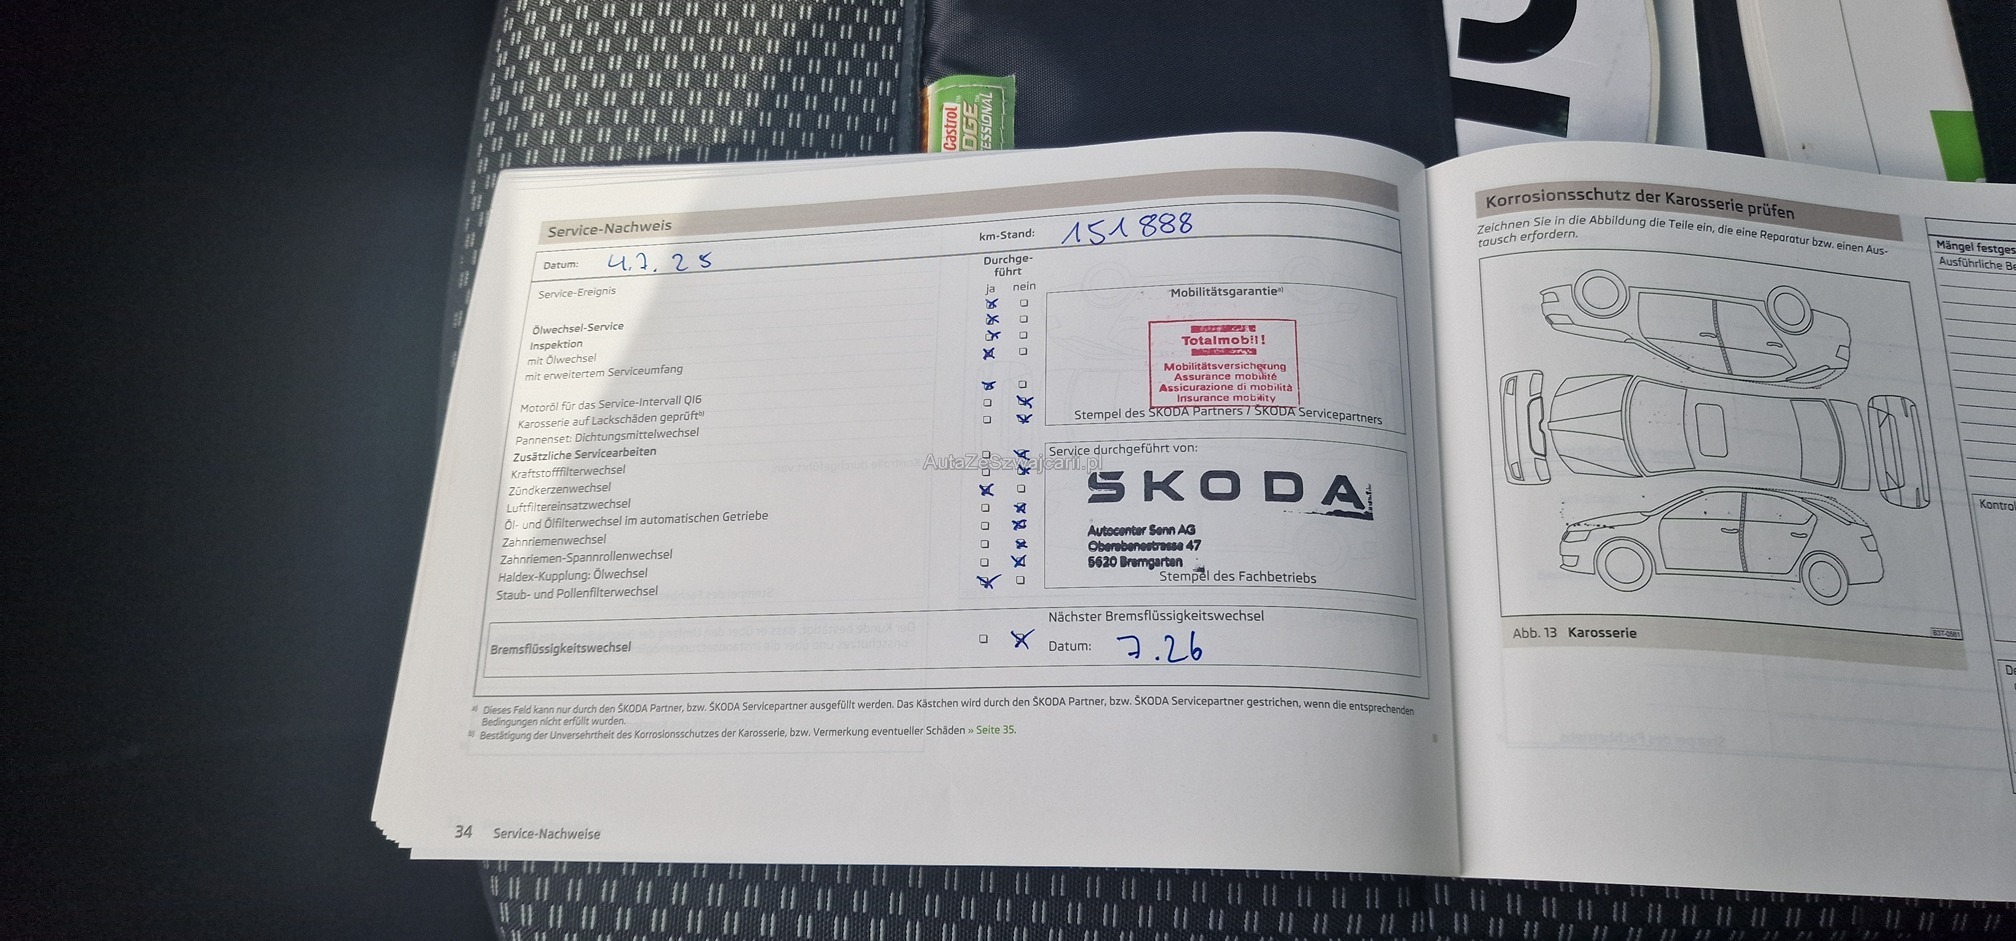 Castrol
EDGE
Service-Nachweis
Datum: 4.7.25
km-Stand: 151888
Durchge-
führt
ja nein
Service-Ereignis
Ölwechsel-Service
Inspektion
mit Ölwechsel
mit erweitertem Serviceumfang
Motoröl für das Service-Intervall QI6
Karosserie auf Lackschäden geprüft b)
Pannenset: Dichtungsmittelwechsel
Zusätzliche Servicearbeiten
Kraftstofffilterwechsel
Zündkerzenwechsel
Luftfiltereinsatzwechsel
Öl- und Ölfilterwechsel im automatischen Getriebe
Zahnriemenwechsel
Zahnriemen-Spannrollenwechsel
Haldex-Kupplung: Ölwechsel
Staub- und Pollenfilterwechsel
Mobilitätsgarantie a)
Totalmobil!
Mobilitätsversicherung
Assurance mobilité
Assicurazione di mobilità
Insurance mobility
Stempel des ŠKODA Partners / ŠKODA Servicepartners
Service durchgeführt von:
ŠKODA
Autocenter Senn AG
Oberebenestrasse 47
5620 Bremgarten
Stempel des Fachbetriebs
Bremsflüssigkeitswechsel
Nächster Bremsflüssigkeitswechsel
Datum: 7.26
a) Dieses Feld kann nur durch den ŠKODA Partner, bzw. ŠKODA Servicepartner ausgefüllt werden. Das Kästchen wird durch den ŠKODA Partner, bzw. ŠKODA Servicepartner gestrichen, wenn die entsprechenden
Bedingungen nicht erfüllt wurden.
b) Bestätigung der Unversehrtheit des Korrosionsschutzes der Karosserie, bzw. Vermerkung eventueller Schäden » Seite 35.
34 Service-Nachweise
AutaZeSzwajcarii.pl
Korrosionsschutz der Karosserie prüfen
Zeichnen Sie in die Abbildung die Teile ein, die eine Reparatur bzw. einen Aus-
tausch erfordern.
Abb. 13 Karosserie
Mängel festges
Ausführliche Be
Kontrol